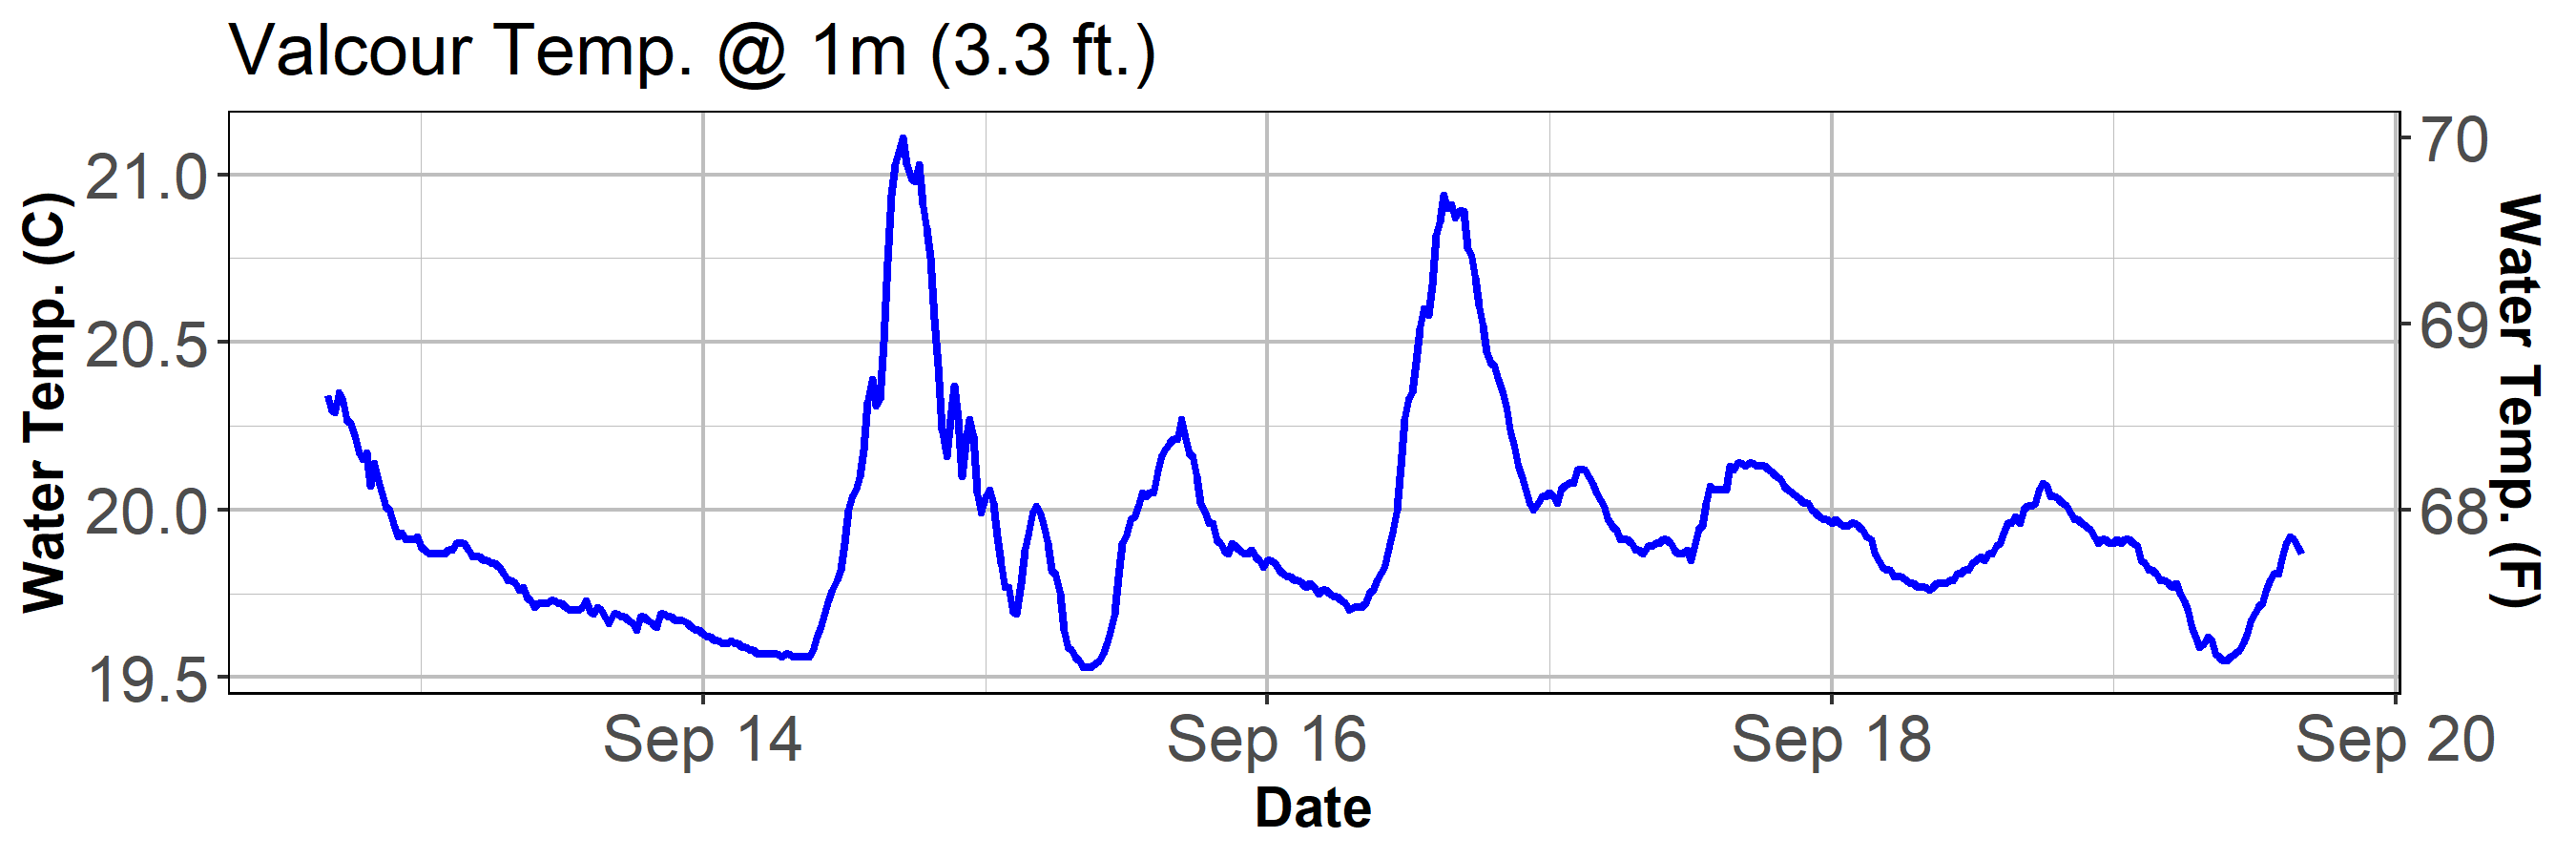 Valcour Temp. @ 1m (3.3 ft.)
Water Temp. (C)
21.0
20.5
20.0
19.5
70
69
68
Water Temp. (F)
Sep 14 Sep 16 Sep 18 Sep 20
Date